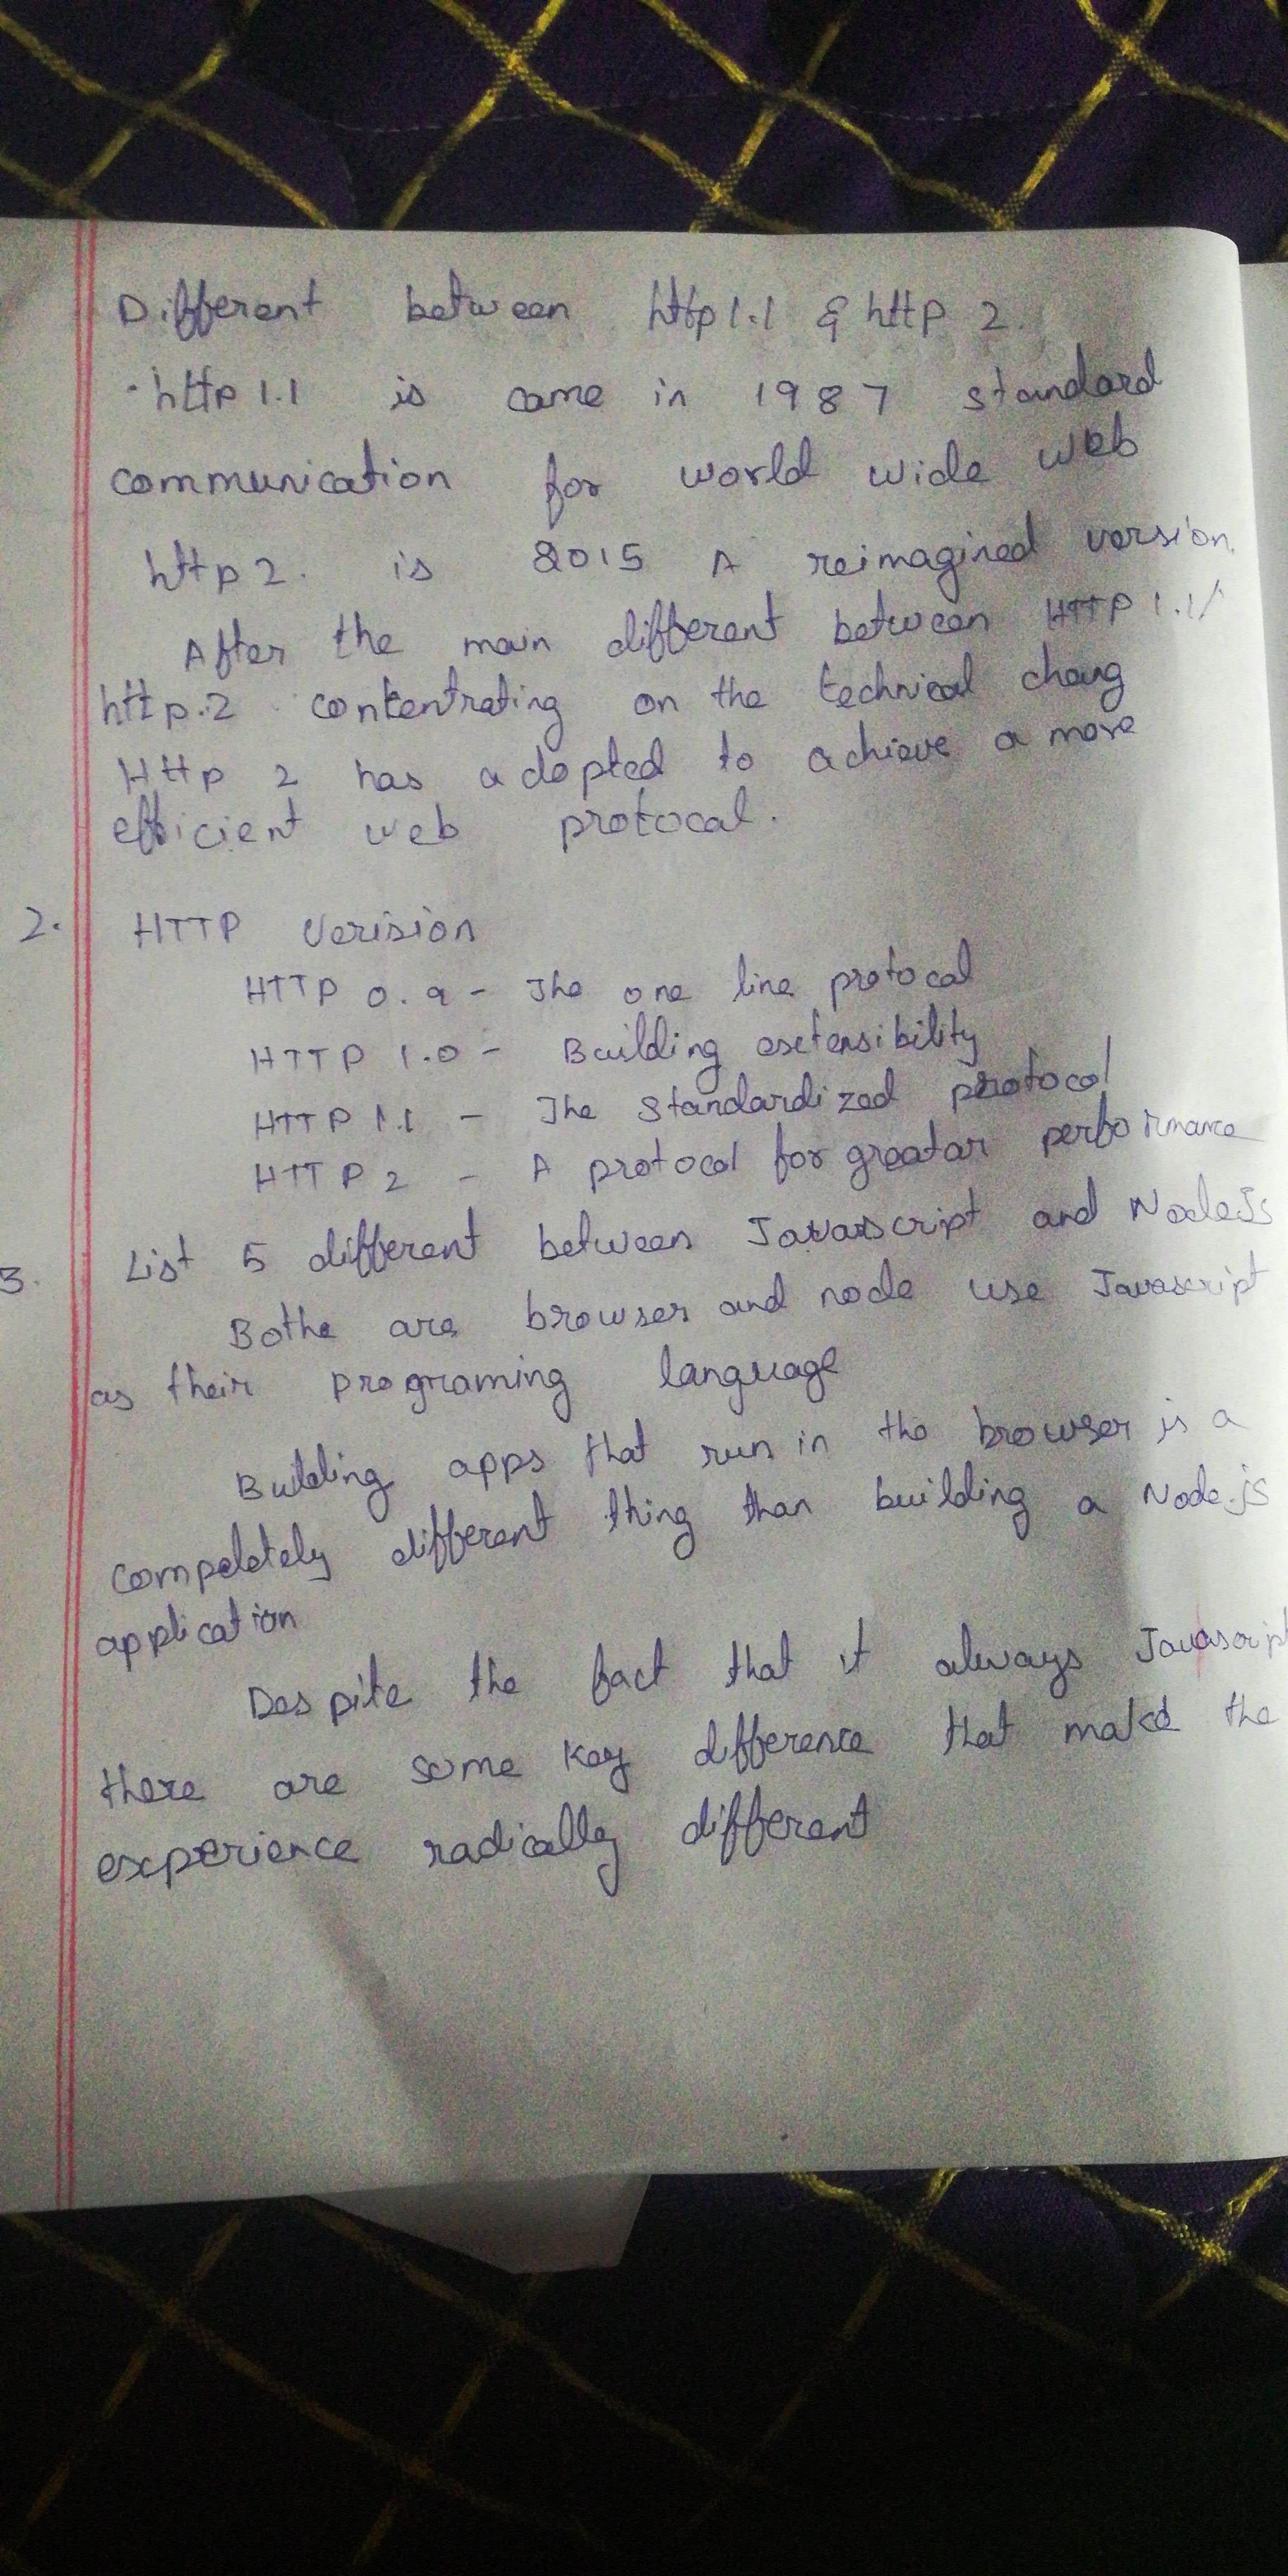 Different between http1.1 & http 2.
· http 1.1 is came in 1987 standard
communication for world wide web
http 2. is 2015 A reimagined version
After the main different between HTTP 1.1/
http.2 contentrating on the technical chang
Http 2 has adopted to achieve a more
efficient web protocal.
2. HTTP Verision
HTTP 0.9 - The one line protocal
HTTP 1.0 - Building esetensibility
HTTP 1.1 - The Standardized protocol
HTTP 2 - A protocol for greatar performance
3. List 5 different between Javascript and NodeJs
Bothe are browser and node use Javascript
as their programing language
Building apps that run in the browser is a
compeletely different thing than building a Node.js
application
Despite the fact that it always Javascript
there are some key difference that make the
experience radically different